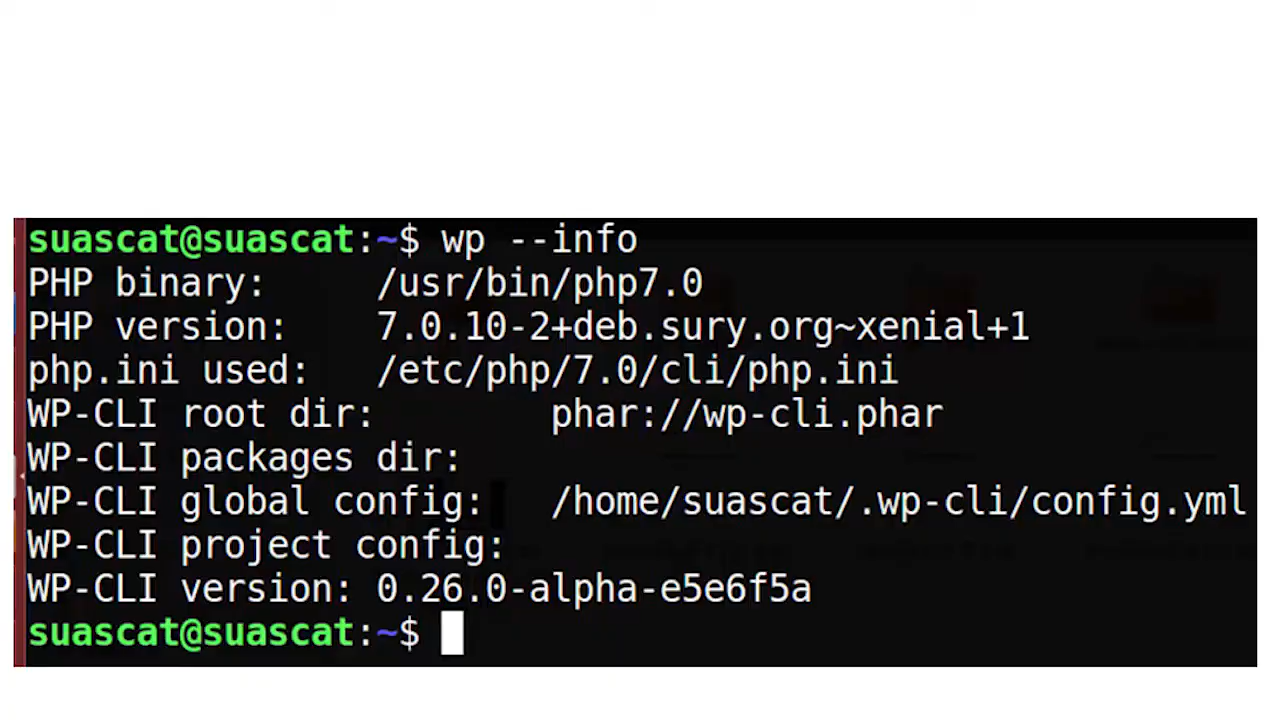 suascat@suascat:~$ wp --info
PHP binary: /usr/bin/php7.0
PHP version: 7.0.10-2+deb.sury.org~xenial+1
php.ini used: /etc/php/7.0/cli/php.ini
WP-CLI root dir: phar://wp-cli.phar
WP-CLI packages dir:
WP-CLI global config: /home/suascat/.wp-cli/config.yml
WP-CLI project config:
WP-CLI version: 0.26.0-alpha-e5e6f5a
suascat@suascat:~$